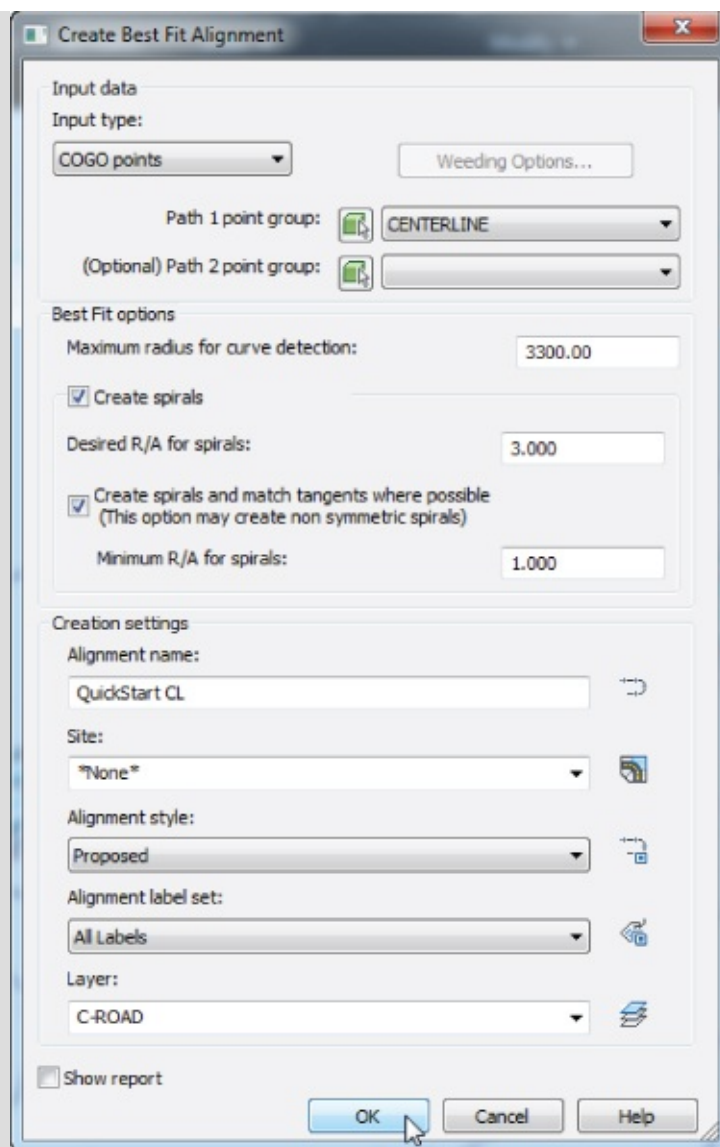 Create Best Fit Alignment
Input data
Input type:
COGO points
Weeding Options...
Path 1 point group:
CENTERLINE
(Optional) Path 2 point group:
Best Fit options
Maximum radius for curve detection:
3300.00
Create spirals
Desired R/A for spirals:
3.000
Create spirals and match tangents where possible
(This option may create non symmetric spirals)
Minimum R/A for spirals:
1.000
Creation settings
Alignment name:
QuickStart CL
Site:
*None*
Alignment style:
Proposed
Alignment label set:
All Labels
Layer:
C-ROAD
Show report
OK
Cancel
Help